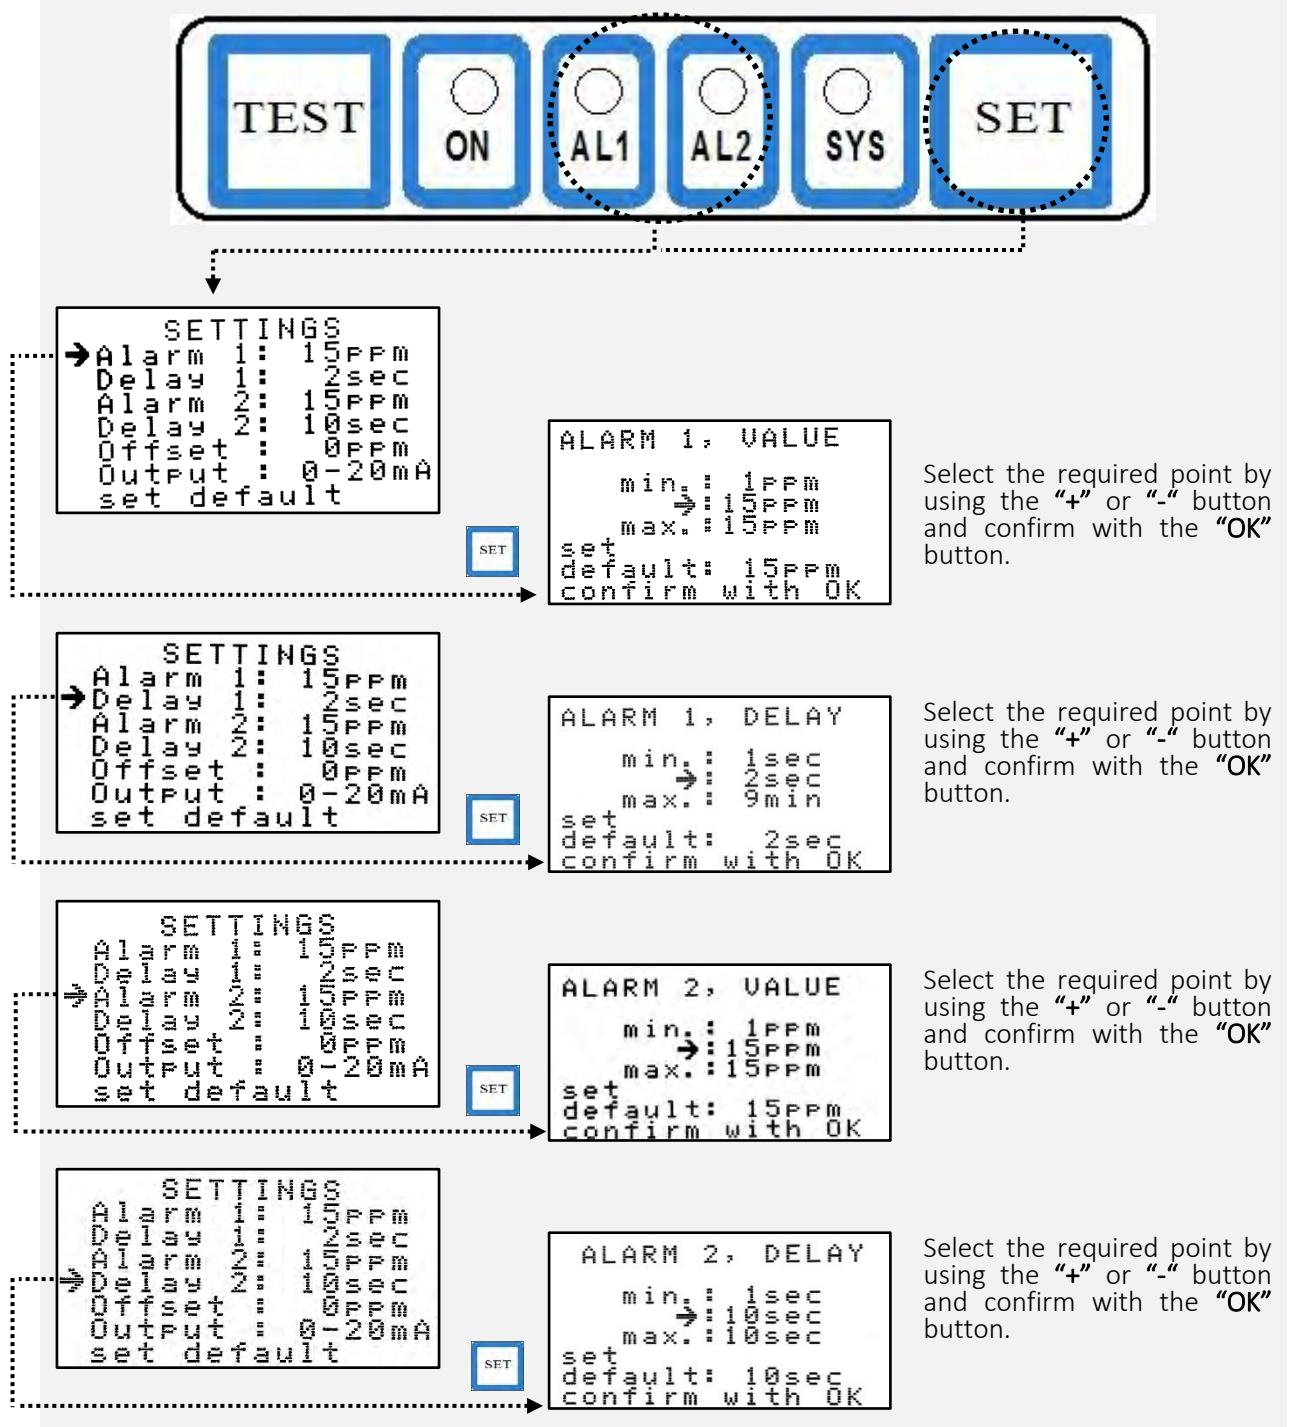 TEST ON AL1 AL2 SYS SET
SETTINGS
Alarm 1: 15ppm
Delay 1: 2sec
Alarm 2: 15ppm
Delay 2: 10sec
Offset : 0ppm
Output : 0-20mA
set default
SET
ALARM 1, VALUE
min.: 1ppm
:15ppm
max.:15ppm
set
default: 15ppm
confirm with OK
Select the required point by
using the “+” or “-“ button
and confirm with the “OK”
button.
SETTINGS
Alarm 1: 15ppm
Delay 1: 2sec
Alarm 2: 15ppm
Delay 2: 10sec
Offset : 0ppm
Output : 0-20mA
set default
SET
ALARM 1, DELAY
min.: 1sec
: 2sec
max.: 9min
set
default: 2sec
confirm with OK
Select the required point by
using the “+” or “-“ button
and confirm with the “OK”
button.
SETTINGS
Alarm 1: 15ppm
Delay 1: 2sec
Alarm 2: 15ppm
Delay 2: 10sec
Offset : 0ppm
Output : 0-20mA
set default
SET
ALARM 2, VALUE
min.: 1ppm
:15ppm
max.:15ppm
set
default: 15ppm
confirm with OK
Select the required point by
using the “+” or “-“ button
and confirm with the “OK”
button.
SETTINGS
Alarm 1: 15ppm
Delay 1: 2sec
Alarm 2: 15ppm
Delay 2: 10sec
Offset : 0ppm
Output : 0-20mA
set default
SET
ALARM 2, DELAY
min.: 1sec
:10sec
max.:10sec
set
default: 10sec
confirm with OK
Select the required point by
using the “+” or “-“ button
and confirm with the “OK”
button.